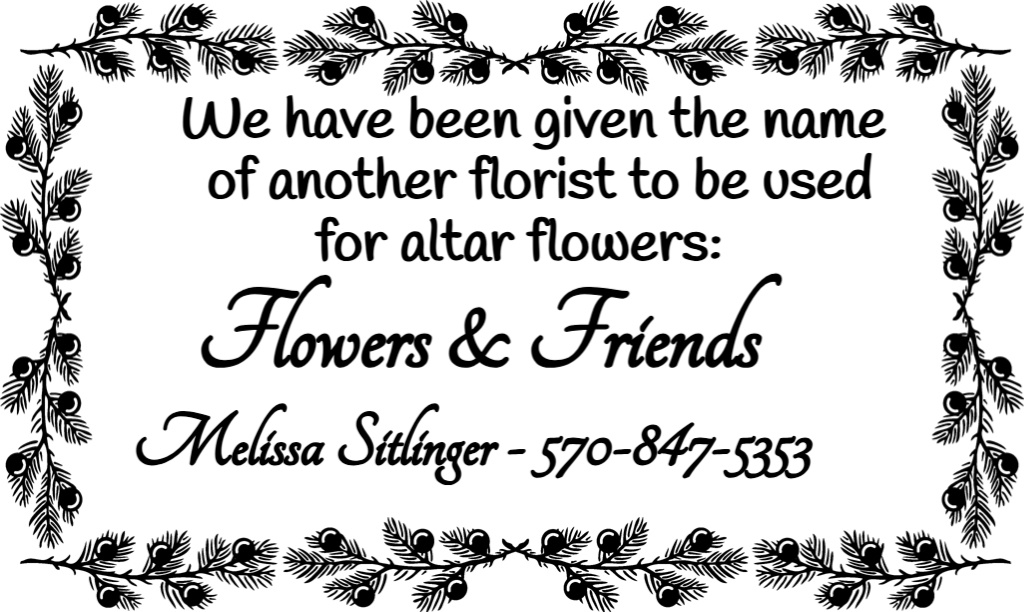 We have been given the name
of another florist to be used
for altar flowers:
Flowers & Friends
Melissa Sitlinger - 570-847-5353